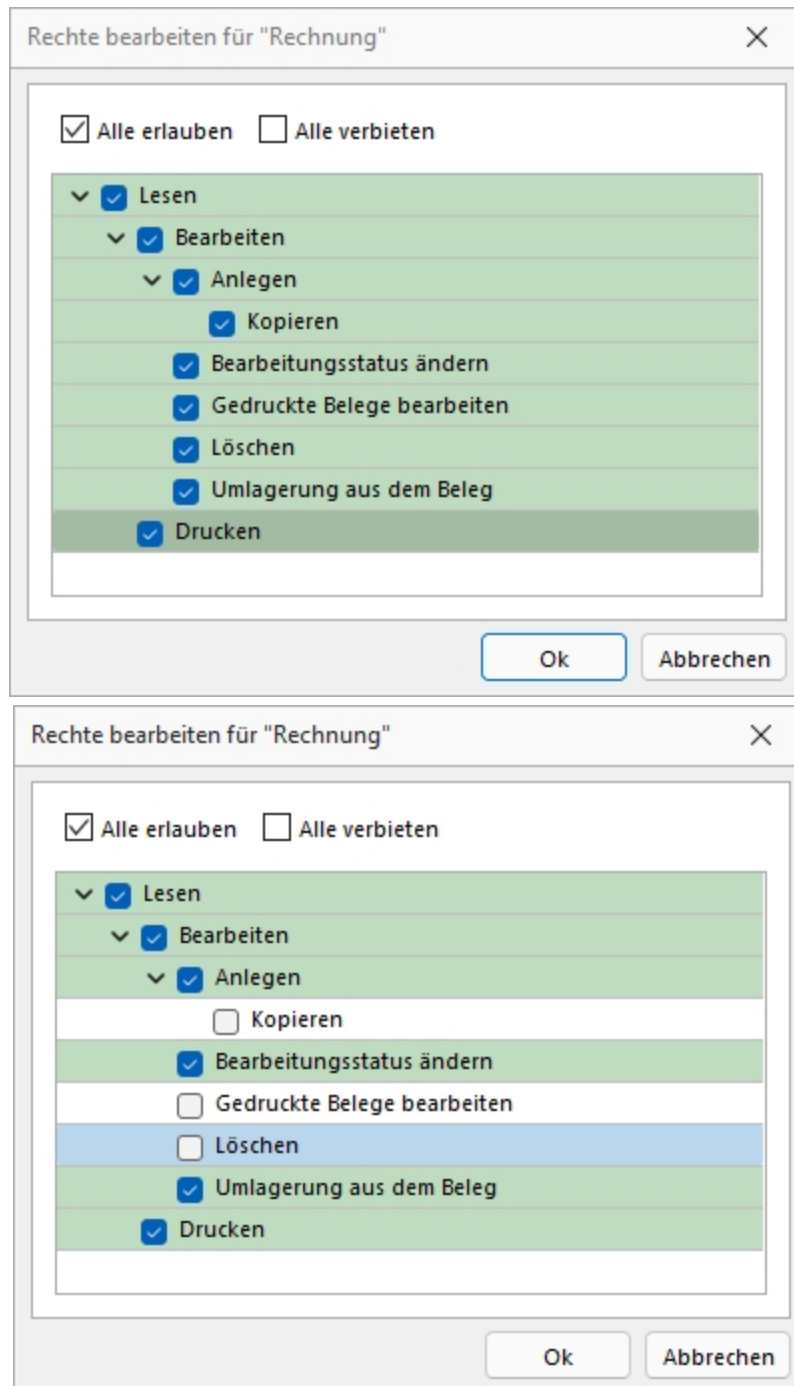 Rechte bearbeiten für "Rechnung"
Alle erlauben Alle verbieten
Lesen
Bearbeiten
Anlegen
Kopieren
Bearbeitungsstatus ändern
Gedruckte Belege bearbeiten
Löschen
Umlagerung aus dem Beleg
Drucken
Ok Abbrechen
Rechte bearbeiten für "Rechnung"
Alle erlauben Alle verbieten
Lesen
Bearbeiten
Anlegen
Kopieren
Bearbeitungsstatus ändern
Gedruckte Belege bearbeiten
Löschen
Umlagerung aus dem Beleg
Drucken
Ok Abbrechen